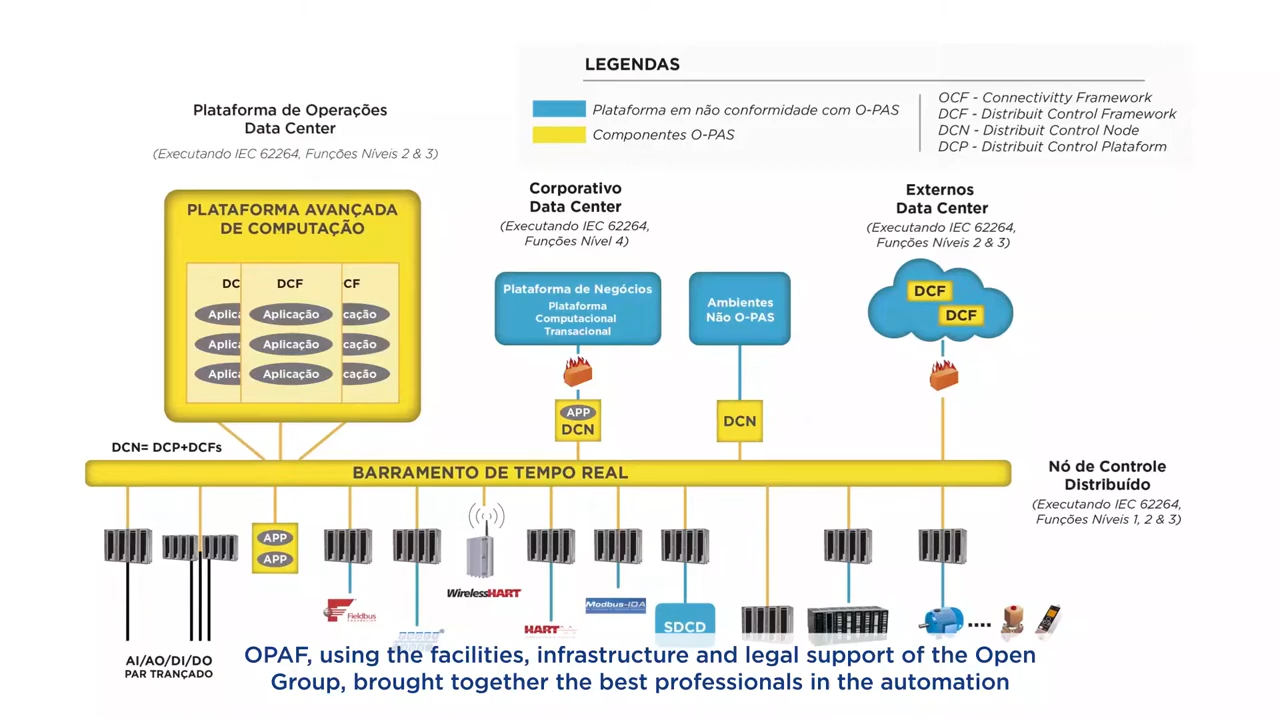 LEGENDAS
Plataforma em não conformidade com O-PAS
Componentes O-PAS
OCF - Connectivitty Framework
DCF - Distribuit Control Framework
DCN - Distribuit Control Node
DCP - Distribuit Control Plataform
Plataforma de Operações
Data Center
(Executando IEC 62264, Funções Níveis 2 & 3)
PLATAFORMA AVANÇADA
DE COMPUTAÇÃO
DC
DCF
CF
Aplica
Aplicação
cação
Aplica
Aplicação
cação
Aplica
Aplicação
cação
Corporativo
Data Center
(Executando IEC 62264,
Funções Nível 4)
Plataforma de Negócios
Plataforma
Computacional
Transacional
Ambientes
Não O-PAS
Externos
Data Center
(Executando IEC 62264,
Funções Níveis 2 & 3)
DCF
DCF
APP
DCN
DCN
DCN= DCP+DCFs
BARRAMENTO DE TEMPO REAL
Nó de Controle
Distribuído
(Executando IEC 62264,
Funções Níveis 1, 2 & 3)
APP
APP
WirelessHART
Fieldbus
HART
Modbus-IDA
SDCD
AI/AO/DI/DO
PAR TRANÇADO
OPAF, using the facilities, infrastructure and legal support of the Open
Group, brought together the best professionals in the automation